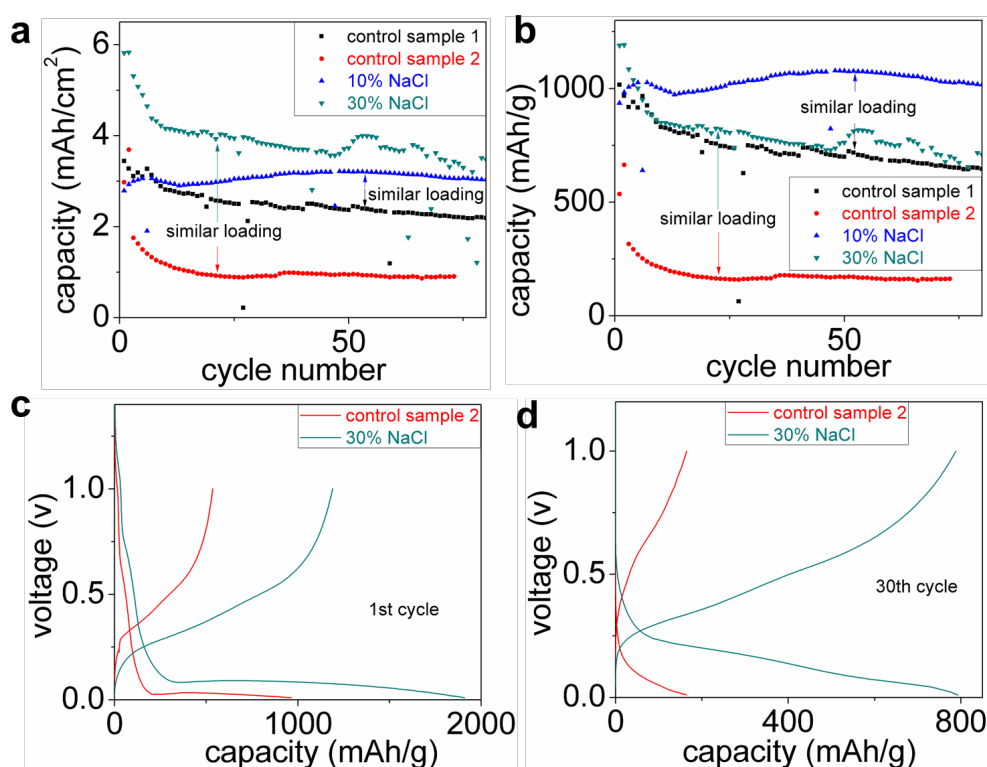 a
capacity (mAh/cm²)
6
4
2
0
0
50
cycle number
control sample 1
control sample 2
10% NaCl
30% NaCl
similar loading
similar loading
b
capacity (mAh/g)
1000
500
0
0
50
cycle number
similar loading
similar loading
control sample 1
control sample 2
10% NaCl
30% NaCl
c
voltage (v)
1.0
0.5
0.0
0
1000
2000
capacity (mAh/g)
control sample 2
30% NaCl
1st cycle
d
voltage (v)
1.0
0.5
0.0
0
400
800
capacity (mAh/g)
control sample 2
30% NaCl
30th cycle